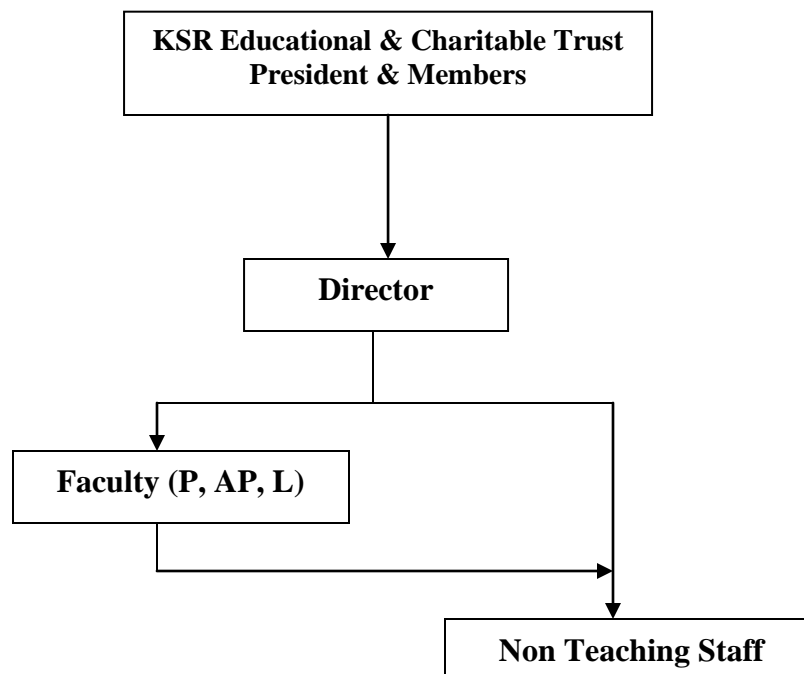 KSR Educational & Charitable Trust
President & Members
Director
Faculty (P, AP, L)
Non Teaching Staff